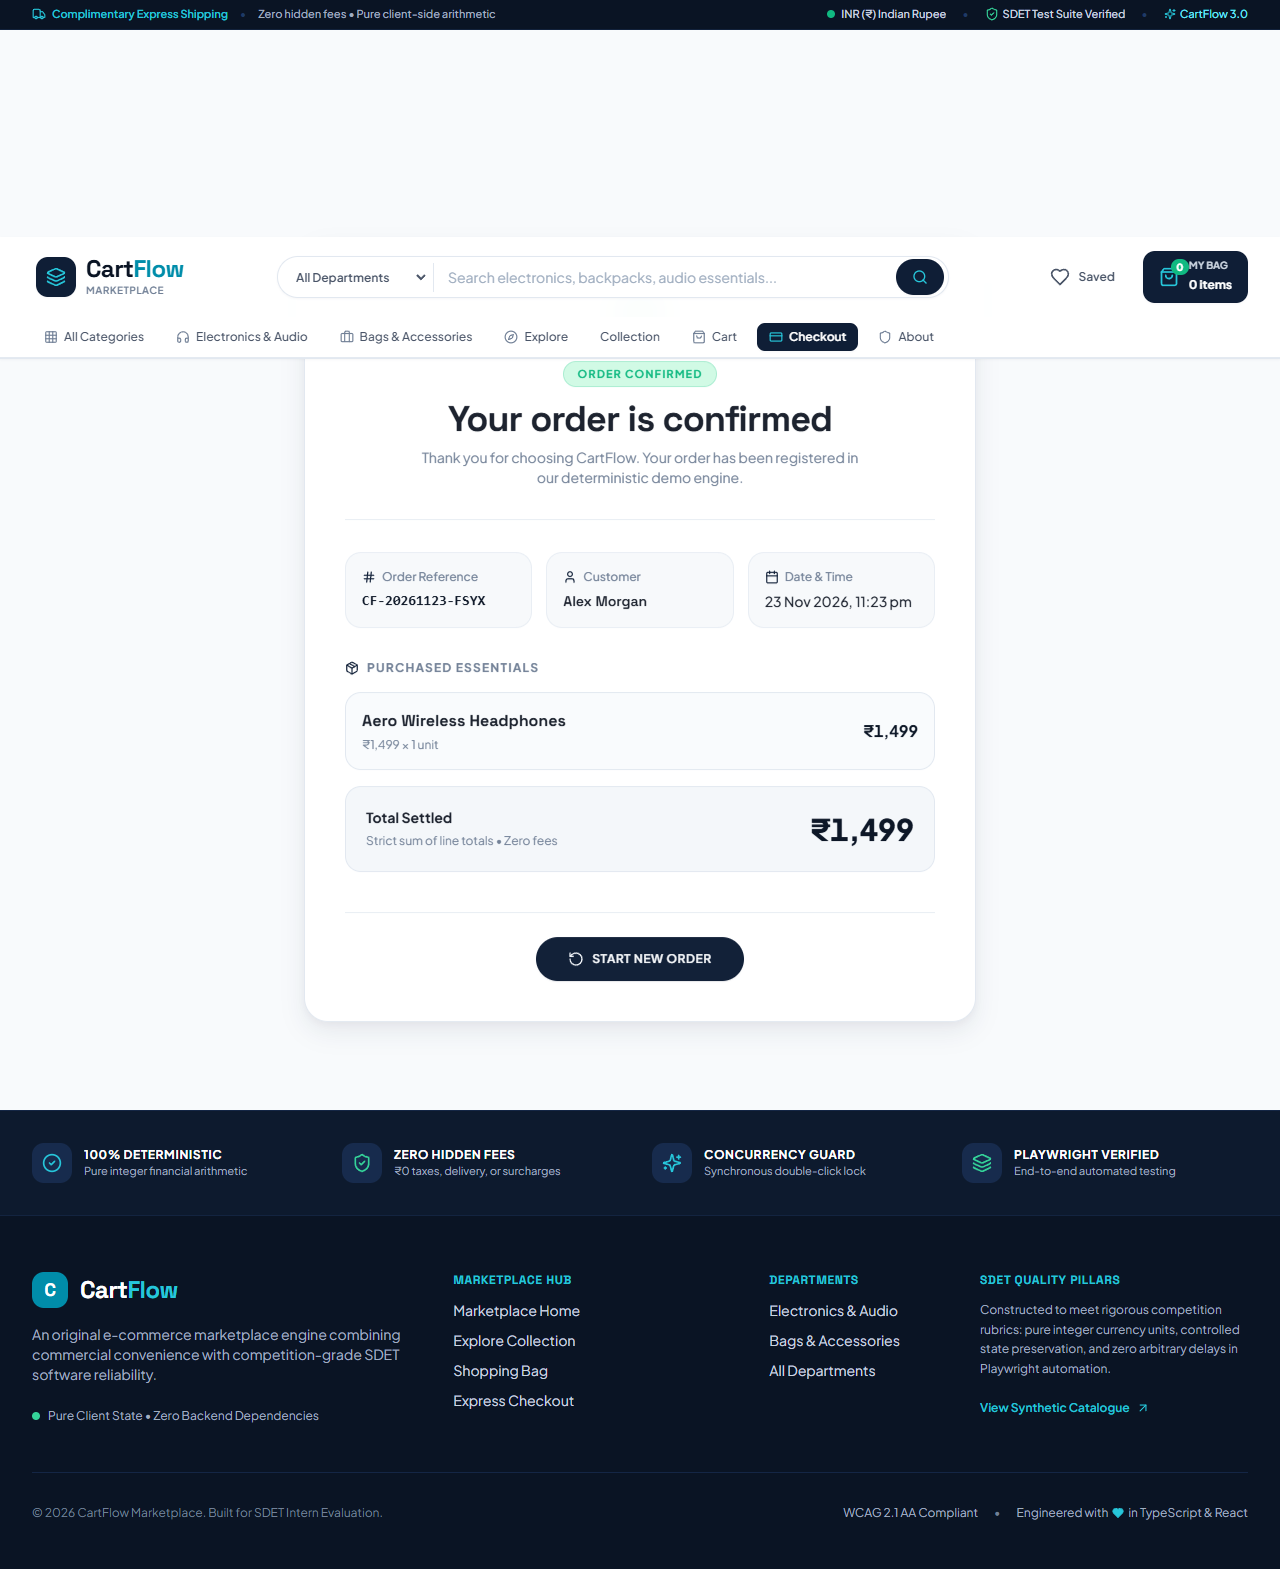 Complimentary Express Shipping • Zero hidden fees • Pure client-side arithmetic
INR (₹) Indian Rupee • SDET Test Suite Verified • CartFlow 3.0
CartFlow
MARKETPLACE
All Departments
Search electronics, backpacks, audio essentials...
Saved
0
MY BAG
0 Items
All Categories
Electronics & Audio
Bags & Accessories
Explore
Collection
Cart
Checkout
About
ORDER CONFIRMED
Your order is confirmed
Thank you for choosing CartFlow. Your order has been registered in
our deterministic demo engine.
Order Reference
CF-20261123-FSYX
Customer
Alex Morgan
Date & Time
23 Nov 2026, 11:23 pm
PURCHASED ESSENTIALS
Aero Wireless Headphones
₹1,499 × 1 unit
₹1,499
Total Settled
Strict sum of line totals • Zero fees
₹1,499
START NEW ORDER
100% DETERMINISTIC
Pure integer financial arithmetic
ZERO HIDDEN FEES
₹0 taxes, delivery, or surcharges
CONCURRENCY GUARD
Synchronous double-click lock
PLAYWRIGHT VERIFIED
End-to-end automated testing
C
CartFlow
An original e-commerce marketplace engine combining
commercial convenience with competition-grade SDET
software reliability.
Pure Client State • Zero Backend Dependencies
MARKETPLACE HUB
Marketplace Home
Explore Collection
Shopping Bag
Express Checkout
DEPARTMENTS
Electronics & Audio
Bags & Accessories
All Departments
SDET QUALITY PILLARS
Constructed to meet rigorous competition
rubrics: pure integer currency units, controlled
state preservation, and zero arbitrary delays in
Playwright automation.
View Synthetic Catalogue
© 2026 CartFlow Marketplace. Built for SDET Intern Evaluation.
WCAG 2.1 AA Compliant • Engineered with in TypeScript & React